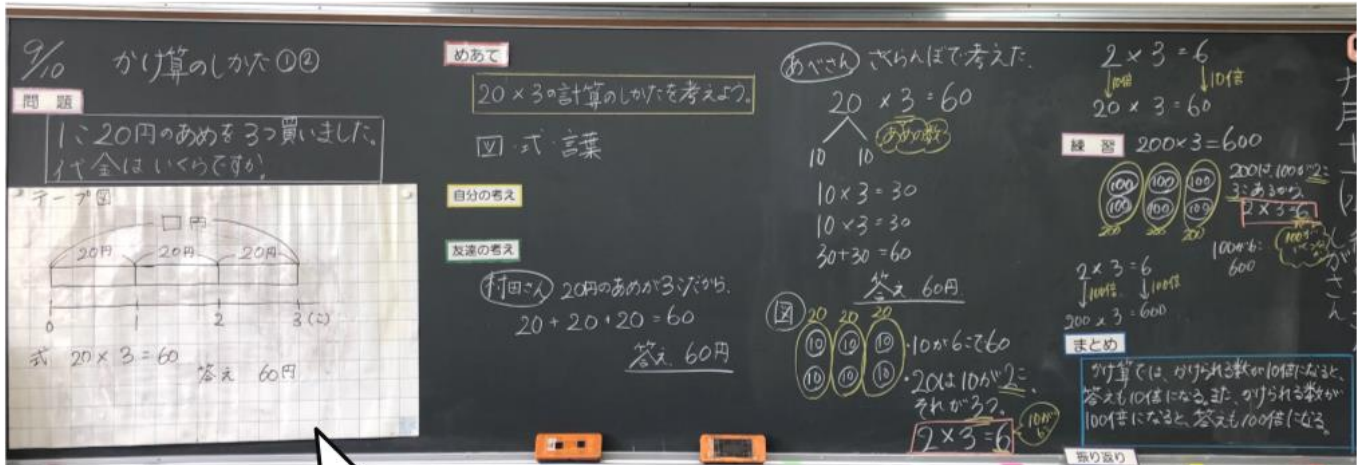 9/10 かけ算のしかた①②
問題
1こ20円のあめを3つ買いました。
代金はいくらですか。
テープ図
□円
20円 20円 20円
0 1 2 3(こ)
式 20×3=60
答え 60円
めあて
20×3の計算のしかたを考えよう。
図・式・言葉
自分の考え
友達の考え
村田さん 20円のあめが3こだから、
20+20+20=60
答え 60円
あべさん さくらんぼで考えた。
20×3=60
あめの数
10 10
10×3=30
10×3=30
30+30=60
答え 60円
図
20 20 20
10 10 10
10 10 10
・10が6こで60
・20は10が2こ
それが3つ。
2×3=6
10が
2×3=6
↓10倍 ↓10倍
20×3=60
練習 200×3=600
100 100 100
100 100 100
200 200 200
200は100が2こ
3こあるから
2×3=6
100が6こ
600
2×3=6
↓100倍 ↓100倍
200×3=600
まとめ
かけ算では、かけられる数が10倍になると、
答えも10倍になる。また、かけられる数が
100倍になると、答えも100倍になる。
振り返り